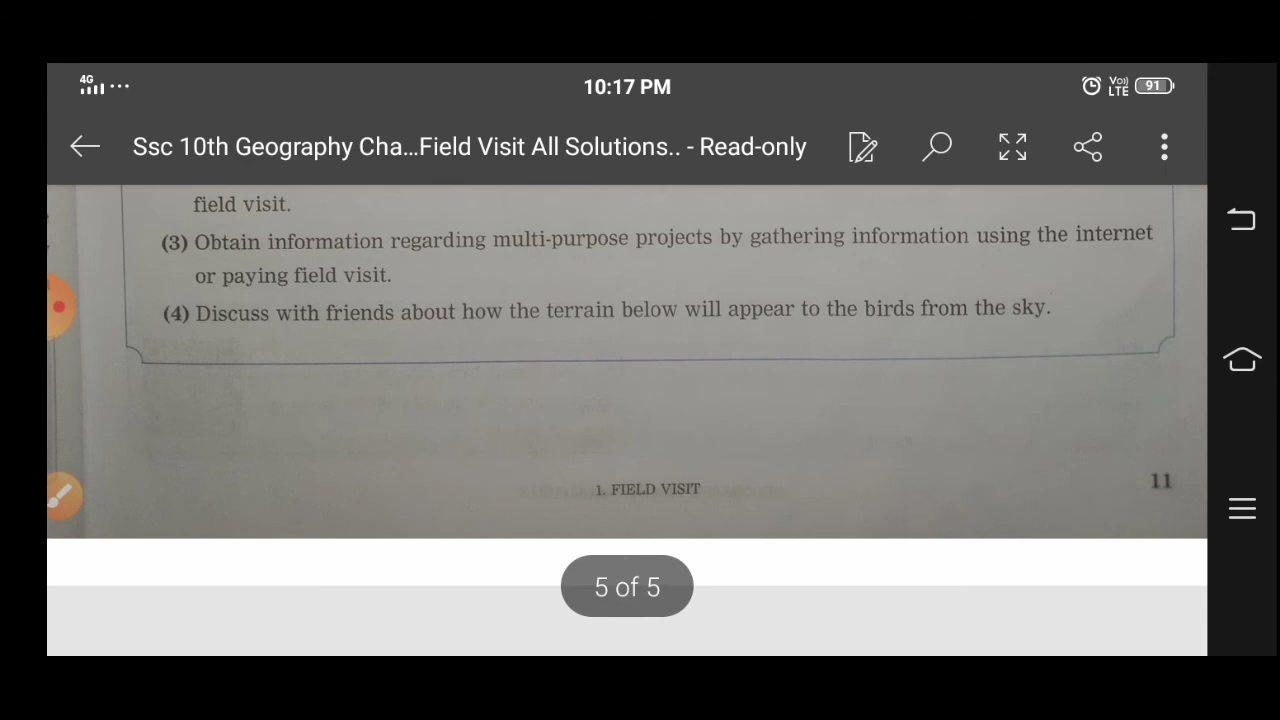 4G
10:17 PM
Vo)) LTE
91
Ssc 10th Geography Cha...Field Visit All Solutions.. - Read-only
field visit.
(3) Obtain information regarding multi-purpose projects by gathering information using the internet
or paying field visit.
(4) Discuss with friends about how the terrain below will appear to the birds from the sky.
1. FIELD VISIT
11
5 of 5